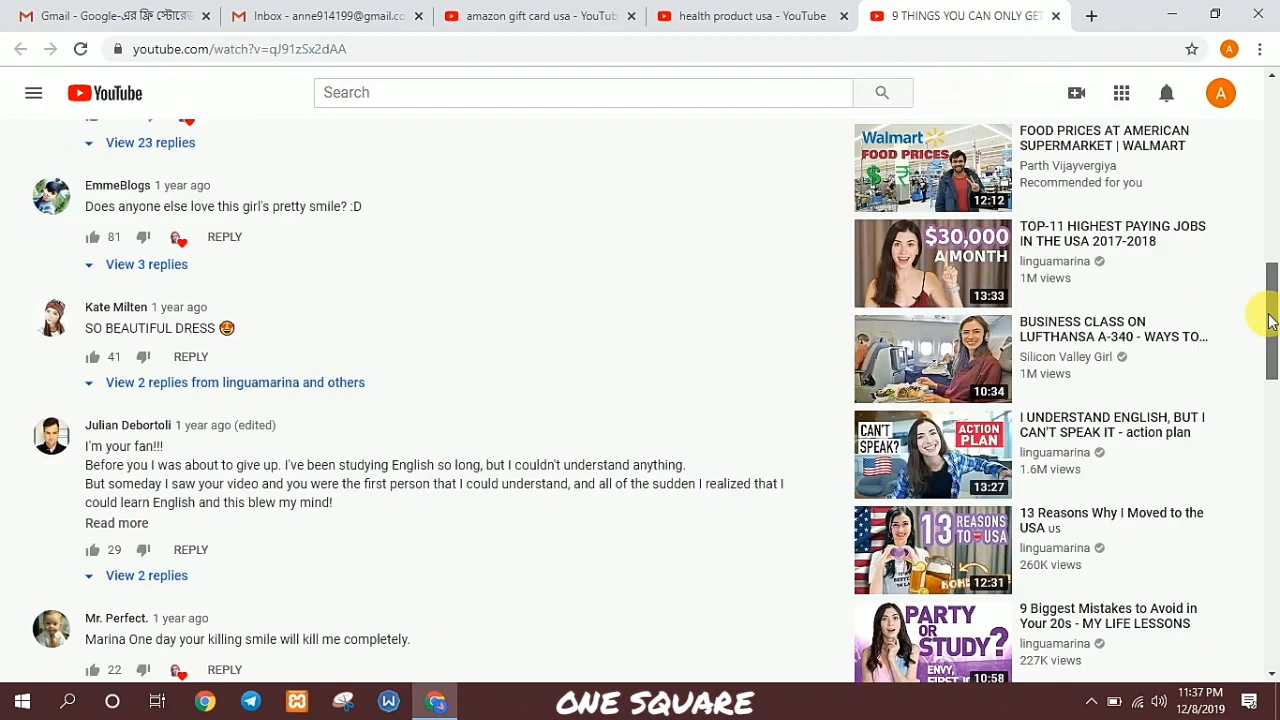 Gmail - Google-এর ফ্রি স্টোরেজ
Inbox - anne914199@gmail.co
amazon gift card usa - YouTub
health product usa - YouTube
9 THINGS YOU CAN ONLY GET
youtube.com/watch?v=qJ91zSx2dAA
A
YouTube
Search
A
View 23 replies
EmmeBlogs 1 year ago
Does anyone else love this girl's pretty smile? :D
81 REPLY
View 3 replies
Kate Milten 1 year ago
SO BEAUTIFUL DRESS 🤩
41 REPLY
View 2 replies from linguamarina and others
Julian Debortoli 1 year ago (edited)
I'm your fan!!!
Before you I was about to give up. I've been studying English so long, but I couldn't understand anything.
But someday I saw your video and you were the first person that I could understand, and all of the sudden I realized that I
could learn English and this blew my mind!
Read more
29 REPLY
View 2 replies
Mr. Perfect. 1 year ago
Marina One day your killing smile will kill me completely.
22 REPLY
Walmart
FOOD PRICES
$ ₹
12:12
FOOD PRICES AT AMERICAN
SUPERMARKET | WALMART
Parth Vijayvergiya
Recommended for you
$30,000
A MONTH
13:33
TOP-11 HIGHEST PAYING JOBS
IN THE USA 2017-2018
linguamarina
1M views
10:34
BUSINESS CLASS ON
LUFTHANSA A-340 - WAYS TO...
Silicon Valley Girl
1M views
CAN'T
SPEAK?
ACTION
PLAN
13:27
I UNDERSTAND ENGLISH, BUT I
CAN'T SPEAK IT - action plan
linguamarina
1.6M views
13 REASONS
TO USA
12:31
13 Reasons Why I Moved to the
USA us
linguamarina
260K views
PARTY
OR
STUDY?
ENVY,
10:58
9 Biggest Mistakes to Avoid in
Your 20s - MY LIFE LESSONS
linguamarina
227K views
ONE SQUARE
11:37 PM
12/8/2019